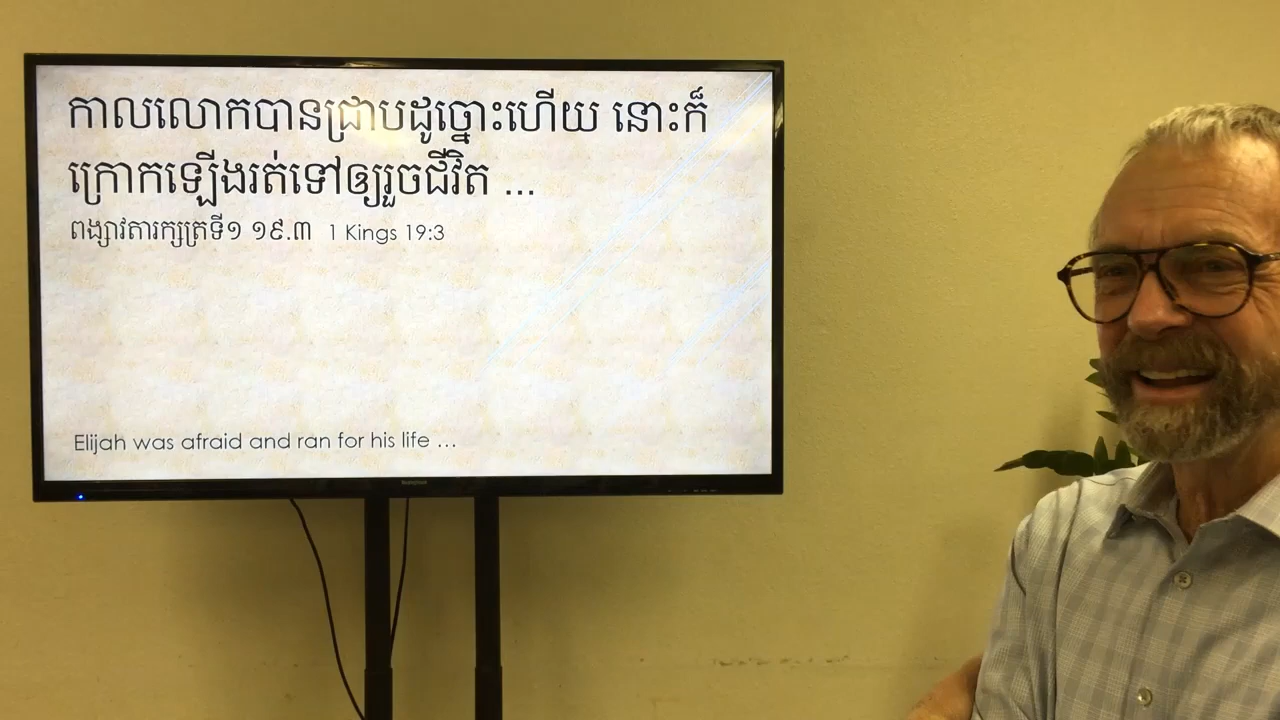 កាលលោកបានជ្រាបដូច្នោះហើយ នោះក៏
ក្រោកឡើងរត់ទៅឲ្យរួចជីវិត ...
ពង្សាវតារក្សត្រទី១ ១៩.៣ 1 Kings 19:3
Elijah was afraid and ran for his life ...